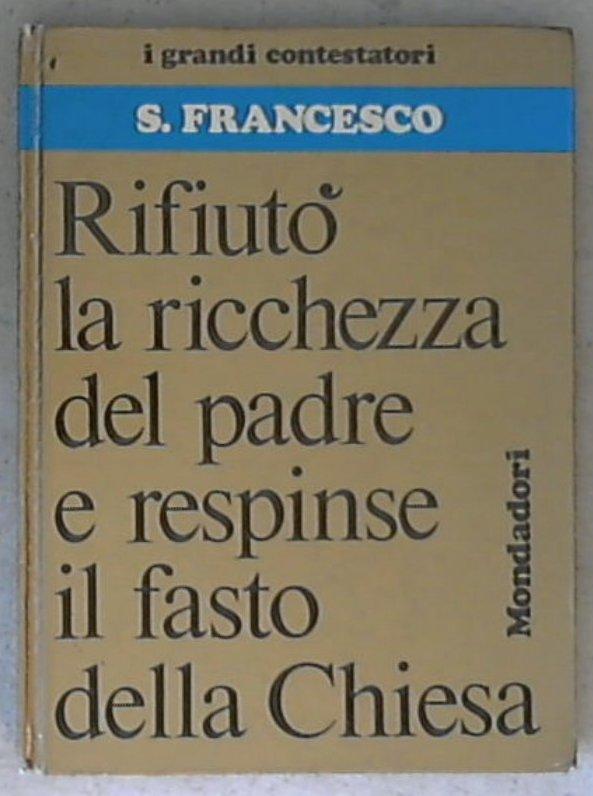 i grandi contestatori
S. FRANCESCO
Rifiutò
la ricchezza
del padre
e respinse
il fasto
della Chiesa
Mondadori